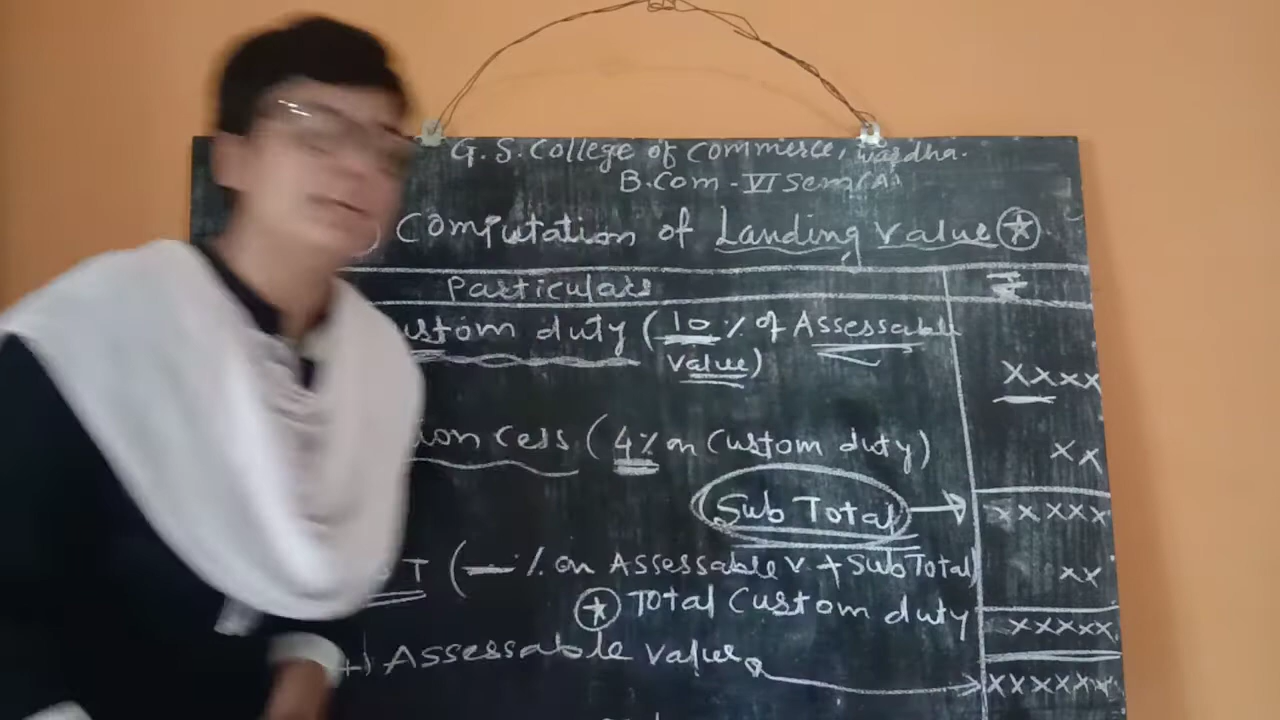 G. S. College of Commerce, Wardha.
B.Com - VI Sem (A)
) Computation of Landing Value ★
Particulars ₹
ustom duty (10 % of Assessable
value) xxxx
ion Cess (4% on Custom duty) xx
Sub Total → xxxxx
ST (—% on Assessable V. + Sub Total) xx
★ Total Custom duty xxxxx
+) Assessable value → xxxxxx